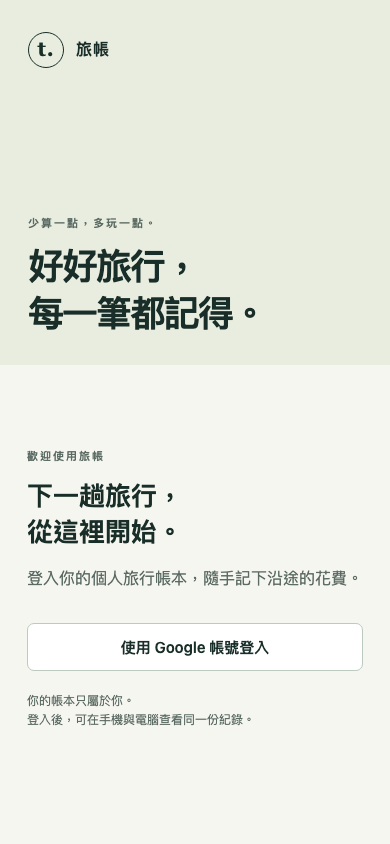 t. 旅帳
少算一點，多玩一點。
好好旅行，
每一筆都記得。
歡迎使用旅帳
下一趟旅行，
從這裡開始。
登入你的個人旅行帳本，隨手記下沿途的花費。
使用 Google 帳號登入
你的帳本只屬於你。
登入後，可在手機與電腦查看同一份紀錄。